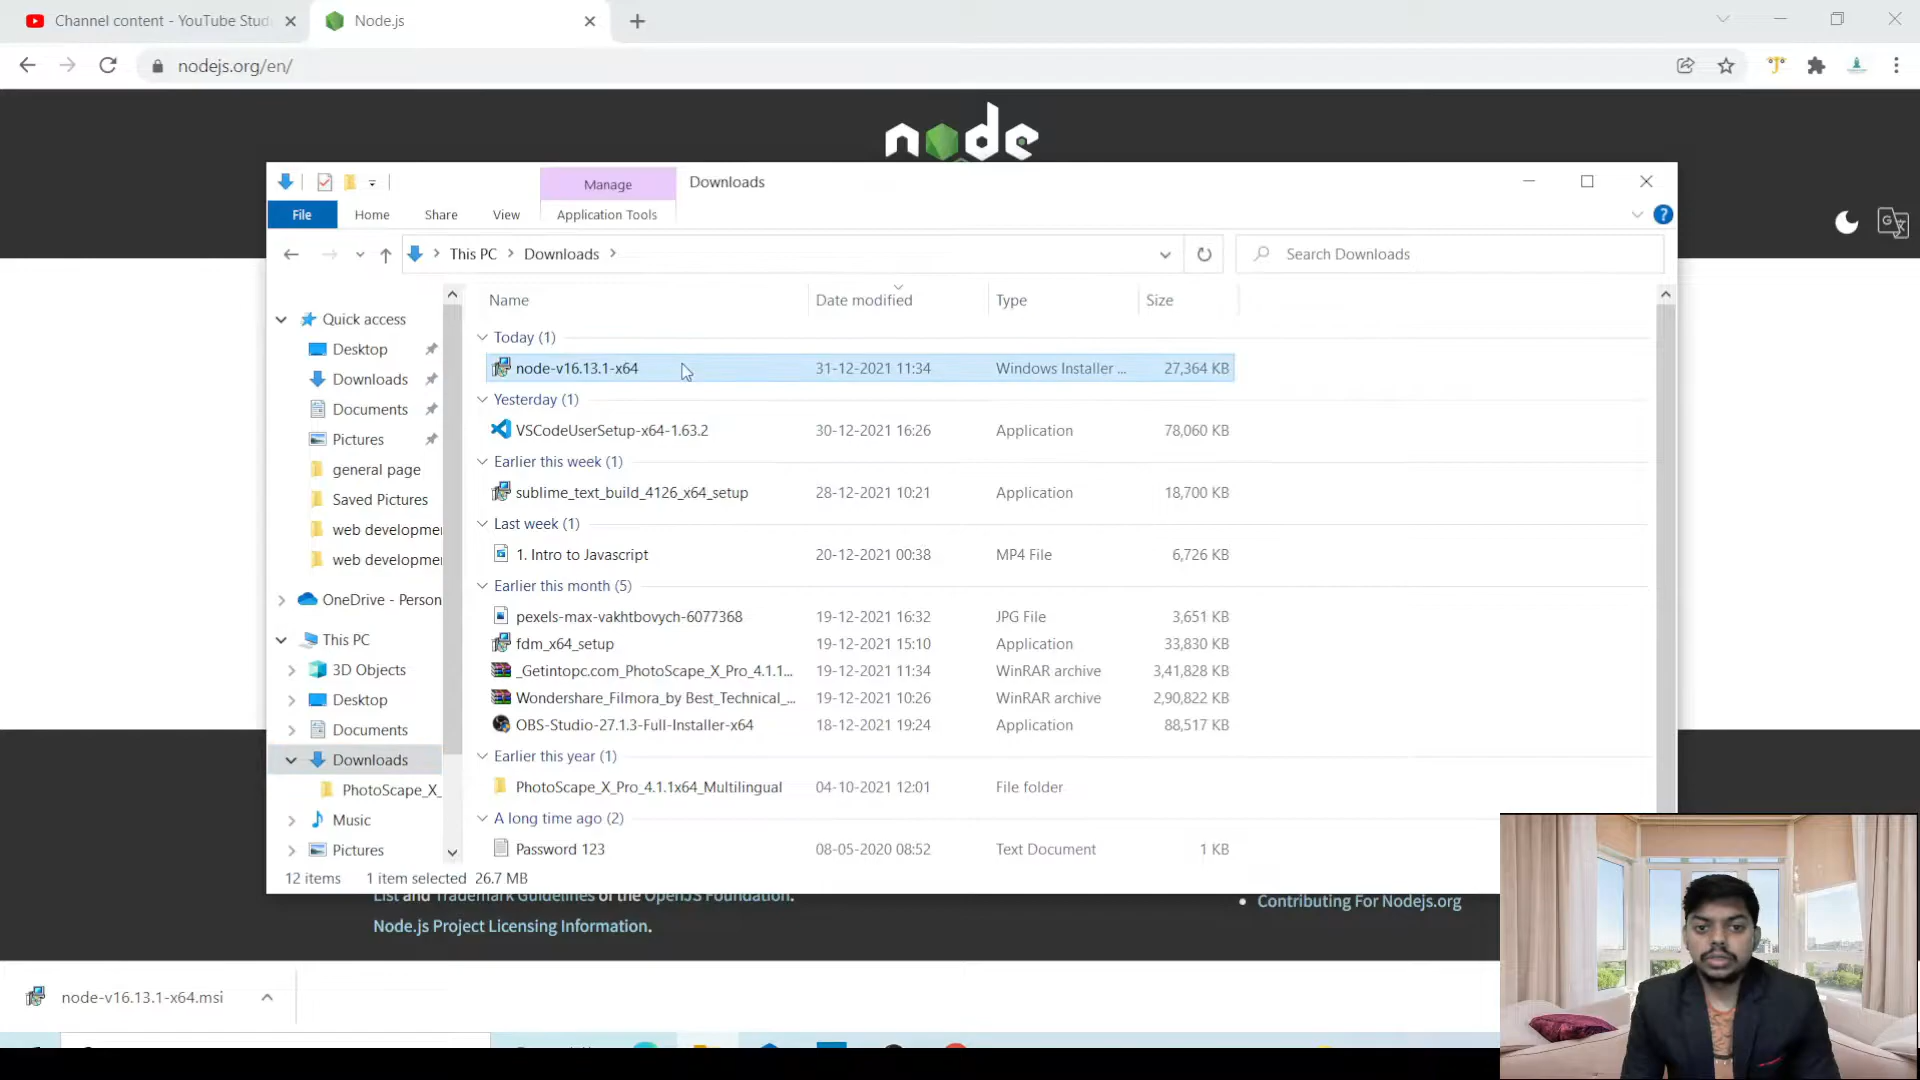 Channel content - YouTube Stud
Node.js
nodejs.org/en/
node
Manage
Downloads
File
Home
Share
View
Application Tools
This PC
Downloads
Search Downloads
Name
Date modified
Type
Size
Quick access
Desktop
Downloads
Documents
Pictures
general page
Saved Pictures
web developme
web developme
OneDrive - Person
This PC
3D Objects
Desktop
Documents
Downloads
PhotoScape_X_
Music
Pictures
Today (1)
node-v16.13.1-x64 31-12-2021 11:34 Windows Installer ... 27,364 KB
Yesterday (1)
VSCodeUserSetup-x64-1.63.2 30-12-2021 16:26 Application 78,060 KB
Earlier this week (1)
sublime_text_build_4126_x64_setup 28-12-2021 10:21 Application 18,700 KB
Last week (1)
1. Intro to Javascript 20-12-2021 00:38 MP4 File 6,726 KB
Earlier this month (5)
pexels-max-vakhtbovych-6077368 19-12-2021 16:32 JPG File 3,651 KB
fdm_x64_setup 19-12-2021 15:10 Application 33,830 KB
_Getintopc.com_PhotoScape_X_Pro_4.1.1... 19-12-2021 11:34 WinRAR archive 3,41,828 KB
Wondershare_Filmora_by Best_Technical_... 19-12-2021 10:26 WinRAR archive 2,90,822 KB
OBS-Studio-27.1.3-Full-Installer-x64 18-12-2021 19:24 Application 88,517 KB
Earlier this year (1)
PhotoScape_X_Pro_4.1.1x64_Multilingual 04-10-2021 12:01 File folder
A long time ago (2)
Password 123 08-05-2020 08:52 Text Document 1 KB
12 items 1 item selected 26.7 MB
List and Trademark Guidelines of the OpenJS Foundation.
Node.js Project Licensing Information.
Contributing For Nodejs.org
node-v16.13.1-x64.msi